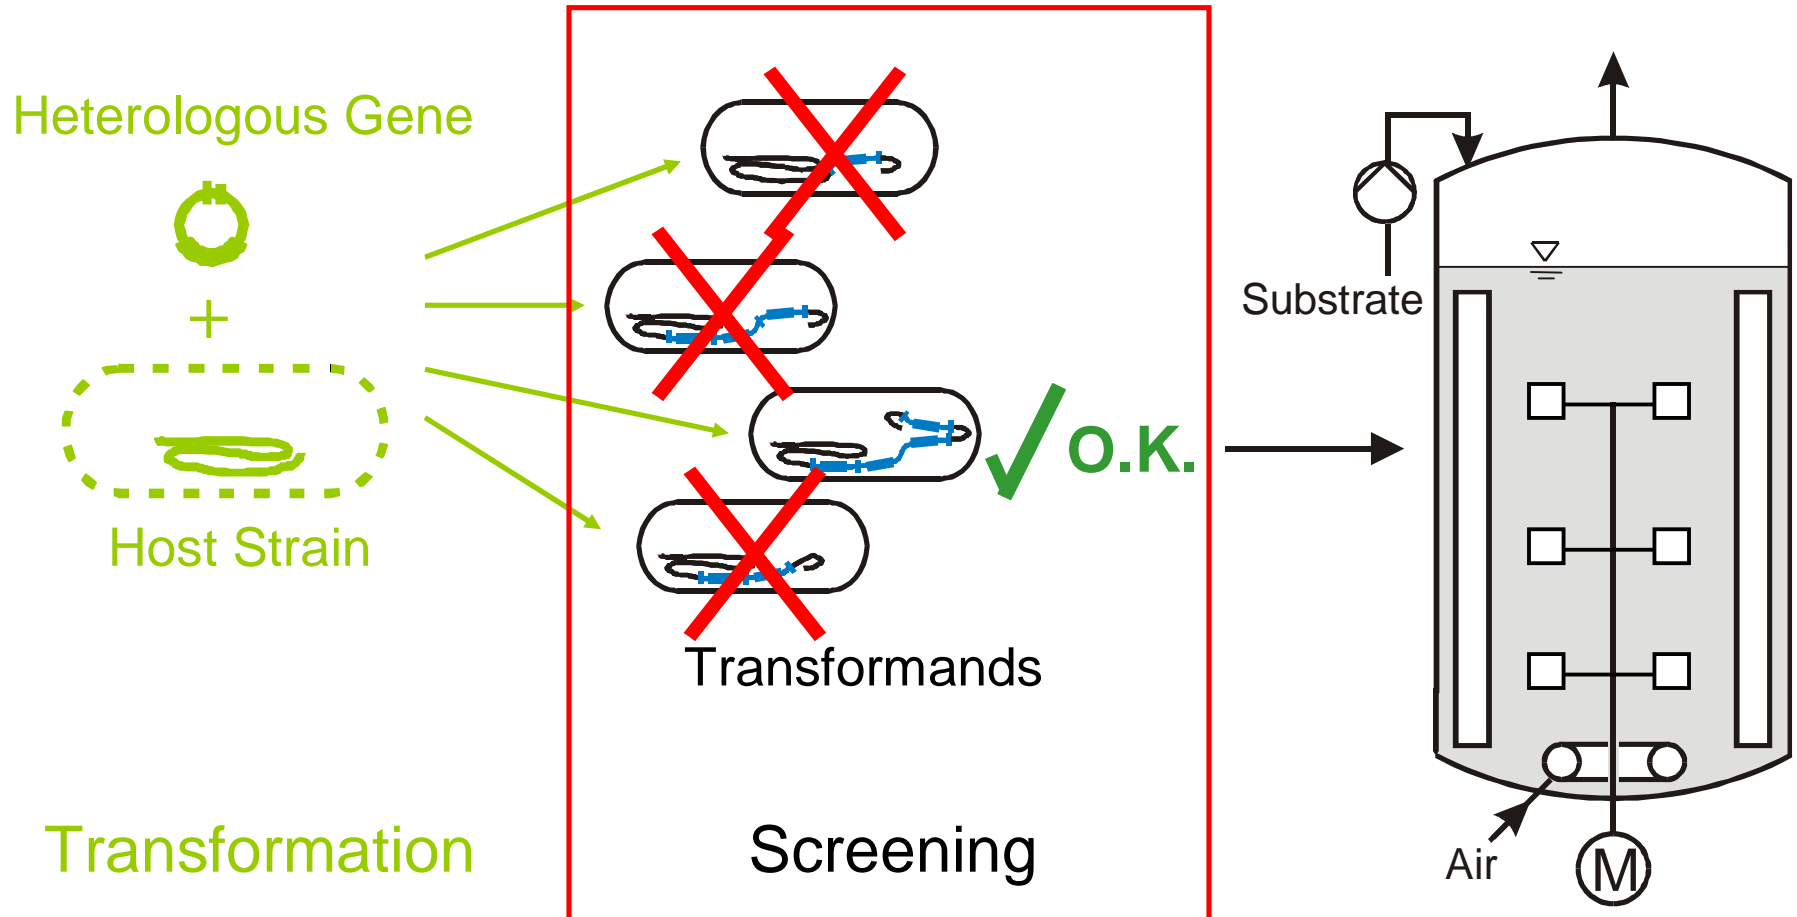 Heterologous Gene
+
Host Strain
Transformation
O.K.
Transformands
Screening
Substrate
Air
M